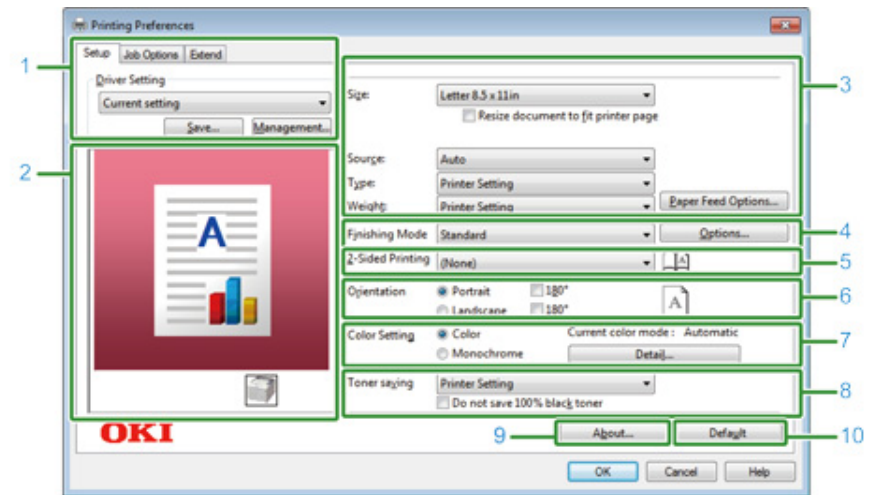 Printing Preferences
Setup Job Options Extend
1
Driver Setting
Current setting
Save... Management...
2
A
3
Size: Letter 8.5 x 11in
Resize document to fit printer page
Source: Auto
Type: Printer Setting
Weight: Printer Setting Paper Feed Options...
Finishing Mode Standard Options... 4
2-Sided Printing (None) A 5
Orientation Portrait 180° A 6
Landscape 180°
Color Setting Color Current color mode : Automatic 7
Monochrome Detail...
Toner saving Printer Setting 8
Do not save 100% black toner
OKI 9 About... Default 10
OK Cancel Help